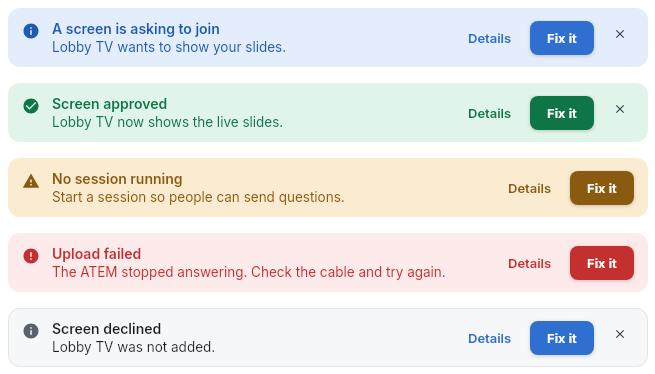 A screen is asking to join
Lobby TV wants to show your slides.
Details
Fix it
Screen approved
Lobby TV now shows the live slides.
Details
Fix it
No session running
Start a session so people can send questions.
Details
Fix it
Upload failed
The ATEM stopped answering. Check the cable and try again.
Details
Fix it
Screen declined
Lobby TV was not added.
Details
Fix it